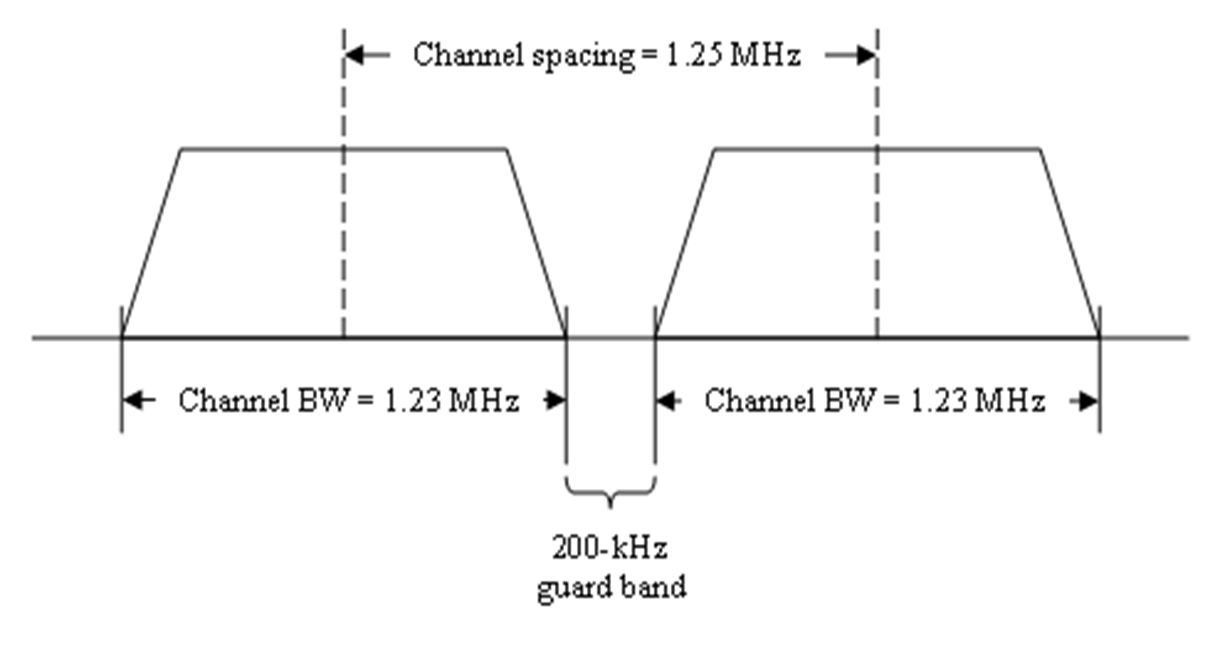 Channel spacing = 1.25 MHz
Channel BW = 1.23 MHz
Channel BW = 1.23 MHz
200-kHz
guard band